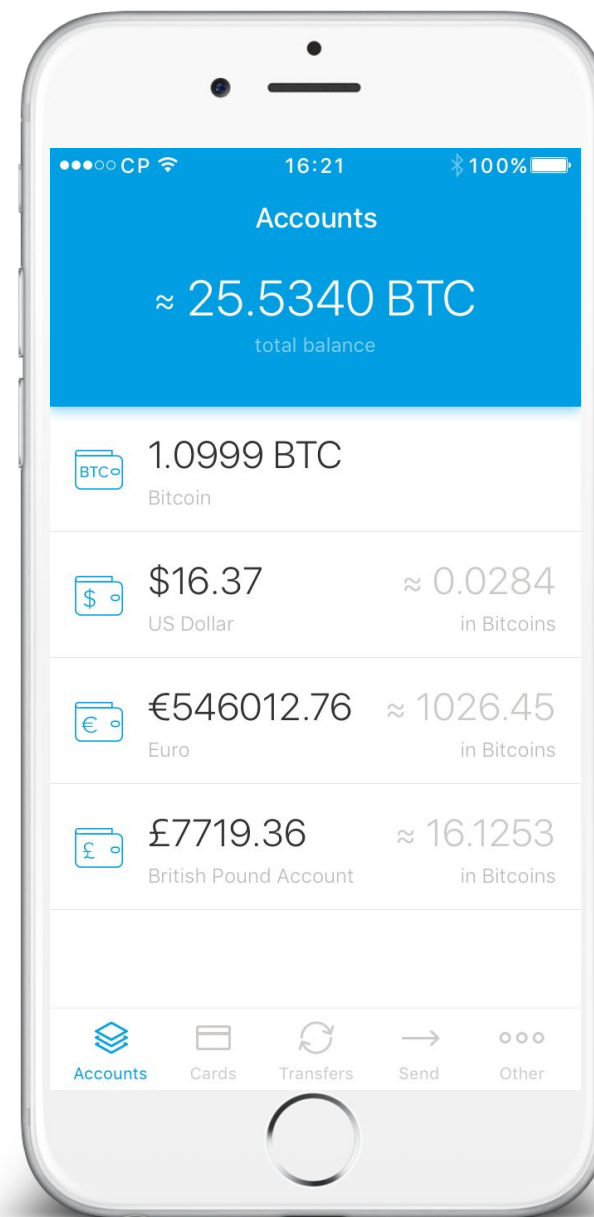 CP 16:21 100%
Accounts
≈ 25.5340 BTC
total balance
BTC 1.0999 BTC
Bitcoin
$ $16.37 ≈ 0.0284
US Dollar in Bitcoins
€ €546012.76 ≈ 1026.45
Euro in Bitcoins
£ £7719.36 ≈ 16.1253
British Pound Account in Bitcoins
Accounts Cards Transfers Send Other